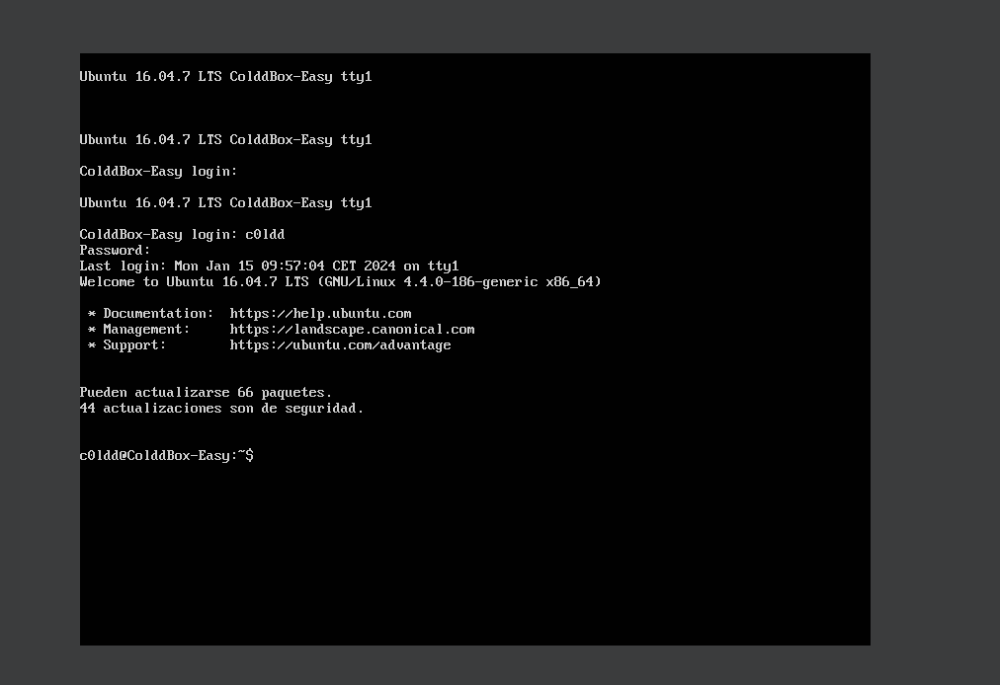 Ubuntu 16.04.7 LTS ColddBox-Easy tty1
Ubuntu 16.04.7 LTS ColddBox-Easy tty1
ColddBox-Easy login:
Ubuntu 16.04.7 LTS ColddBox-Easy tty1
ColddBox-Easy login: c0ldd
Password:
Last login: Mon Jan 15 09:57:04 CET 2024 on tty1
Welcome to Ubuntu 16.04.7 LTS (GNU/Linux 4.4.0-186-generic x86_64)
* Documentation:  https://help.ubuntu.com
* Management:     https://landscape.canonical.com
* Support:        https://ubuntu.com/advantage
Pueden actualizarse 66 paquetes.
44 actualizaciones son de seguridad.
c0ldd@ColddBox-Easy:~$